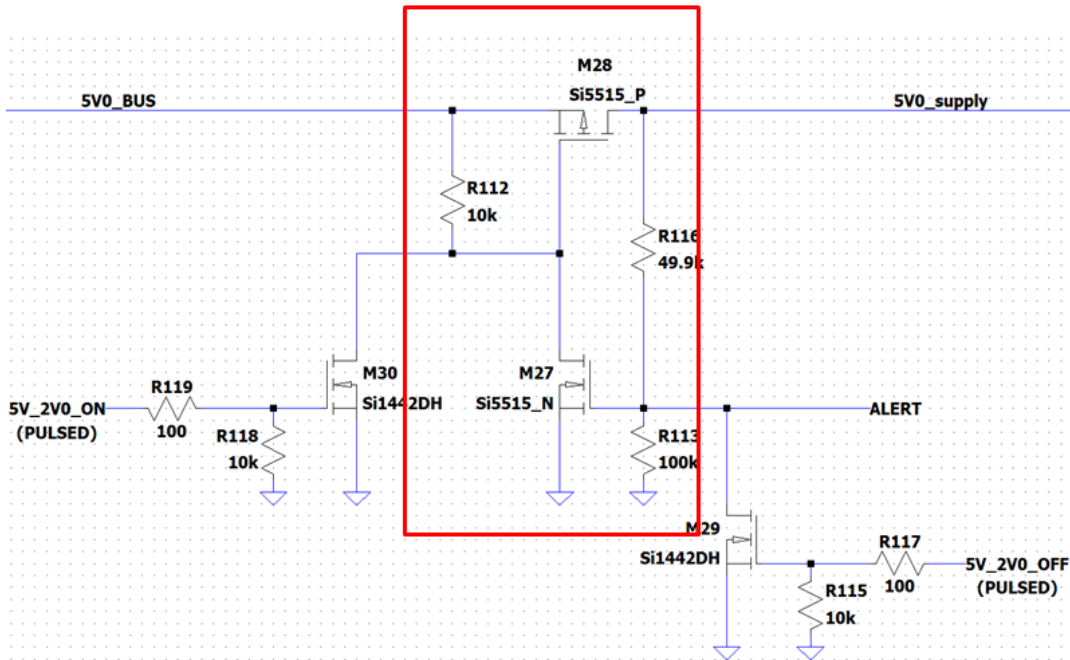 M28
5V0_BUS
Si5515_P
5V0_supply
R112
10k
R116
49.9k
R119
M30
M27
5V_2V0_ON
Si1442DH
Si5515_N
ALERT
(PULSED)
100
R118
10k
R113
100k
M29
R117
Si1442DH
5V_2V0_OFF
100
(PULSED)
R115
10k